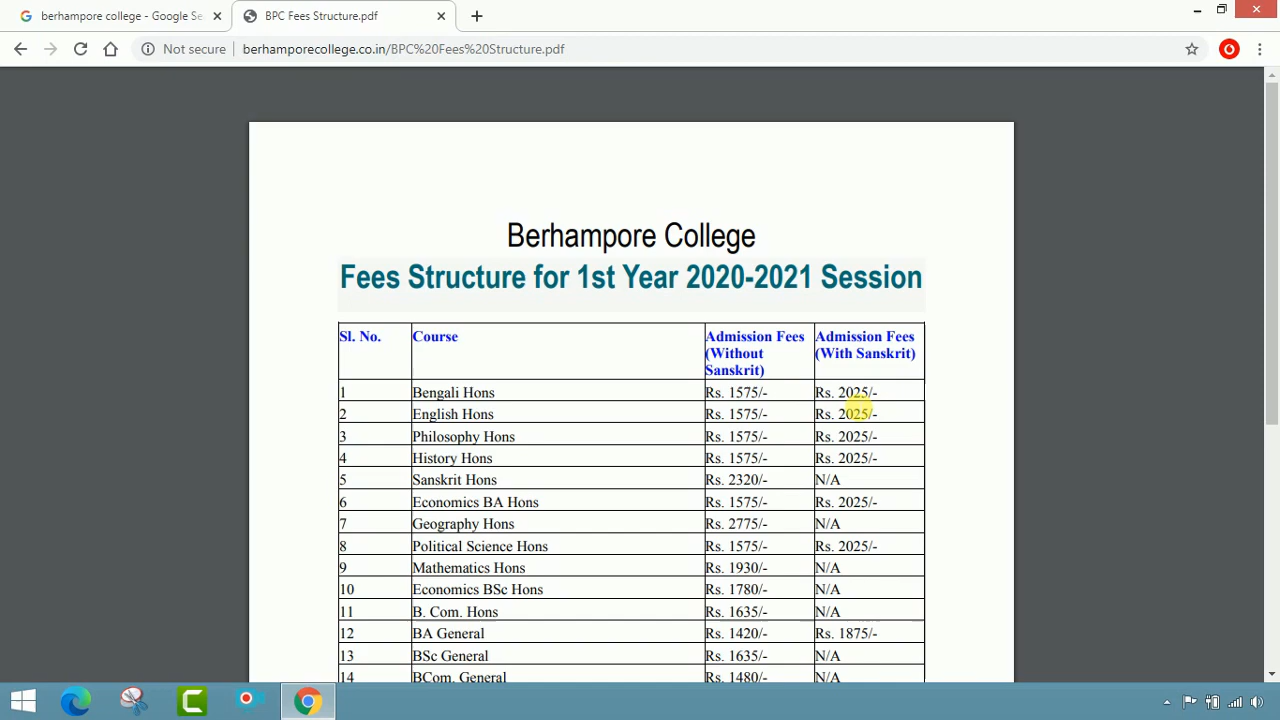 berhampore college - Google Se
BPC Fees Structure.pdf
Not secure
berhamporecollege.co.in/BPC%20Fees%20Structure.pdf
Berhampore College
Fees Structure for 1st Year 2020-2021 Session
Sl. No. Course Admission Fees (Without Sanskrit) Admission Fees (With Sanskrit)
1 Bengali Hons Rs. 1575/- Rs. 2025/-
2 English Hons Rs. 1575/- Rs. 2025/-
3 Philosophy Hons Rs. 1575/- Rs. 2025/-
4 History Hons Rs. 1575/- Rs. 2025/-
5 Sanskrit Hons Rs. 2320/- N/A
6 Economics BA Hons Rs. 1575/- Rs. 2025/-
7 Geography Hons Rs. 2775/- N/A
8 Political Science Hons Rs. 1575/- Rs. 2025/-
9 Mathematics Hons Rs. 1930/- N/A
10 Economics BSc Hons Rs. 1780/- N/A
11 B. Com. Hons Rs. 1635/- N/A
12 BA General Rs. 1420/- Rs. 1875/-
13 BSc General Rs. 1635/- N/A
14 BCom. General Rs. 1480/- N/A